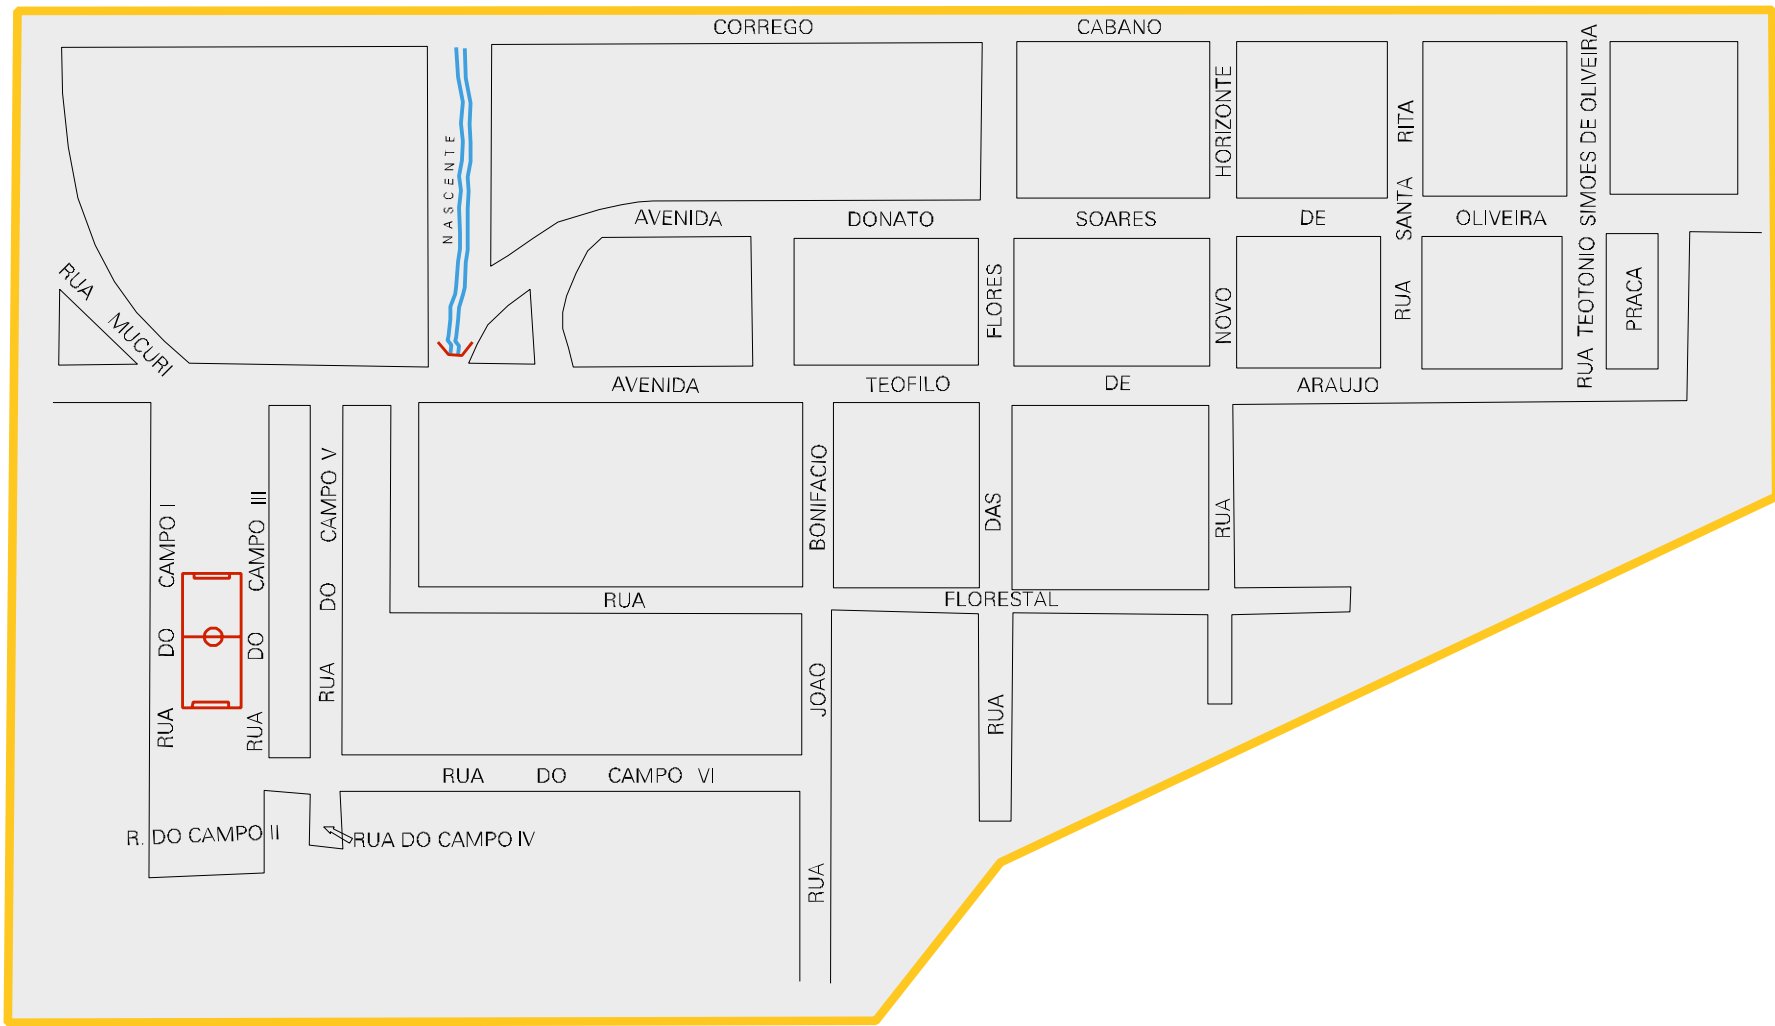 CORREGO CABANO
NASCENTE
RUA MUCURI
AVENIDA DONATO SOARES DE OLIVEIRA
RUA SANTA RITA
RUA TEOTONIO SIMOES DE OLIVEIRA
PRACA
AVENIDA TEOFILO DE ARAUJO
RUA NOVO HORIZONTE
RUA DAS FLORES
RUA JOAO BONIFACIO
RUA DO CAMPO I
RUA DO CAMPO III
RUA DO CAMPO V
RUA FLORESTAL
RUA DO CAMPO VI
R. DO CAMPO II
RUA DO CAMPO IV